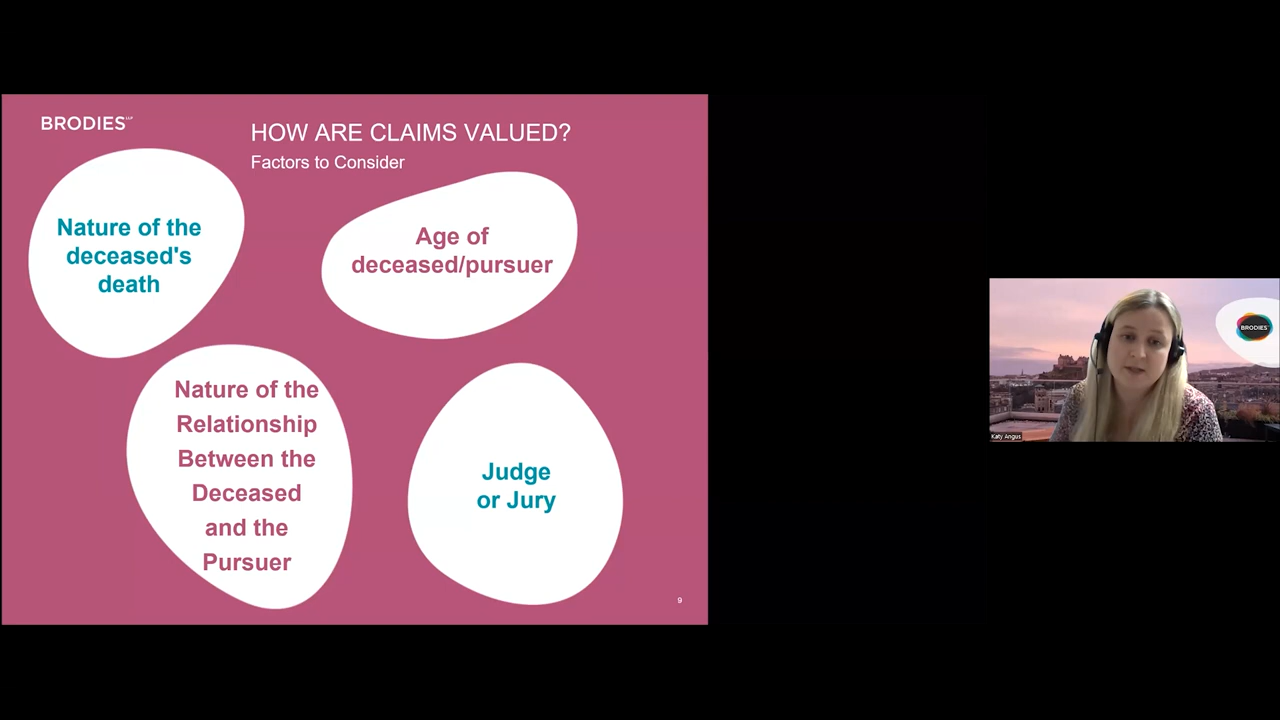 BRODIES LLP
HOW ARE CLAIMS VALUED?
Factors to Consider
Nature of the
deceased's
death
Age of
deceased/pursuer
Nature of the
Relationship
Between the
Deceased
and the
Pursuer
Judge
or Jury
9
BRODIES
Katy Angus